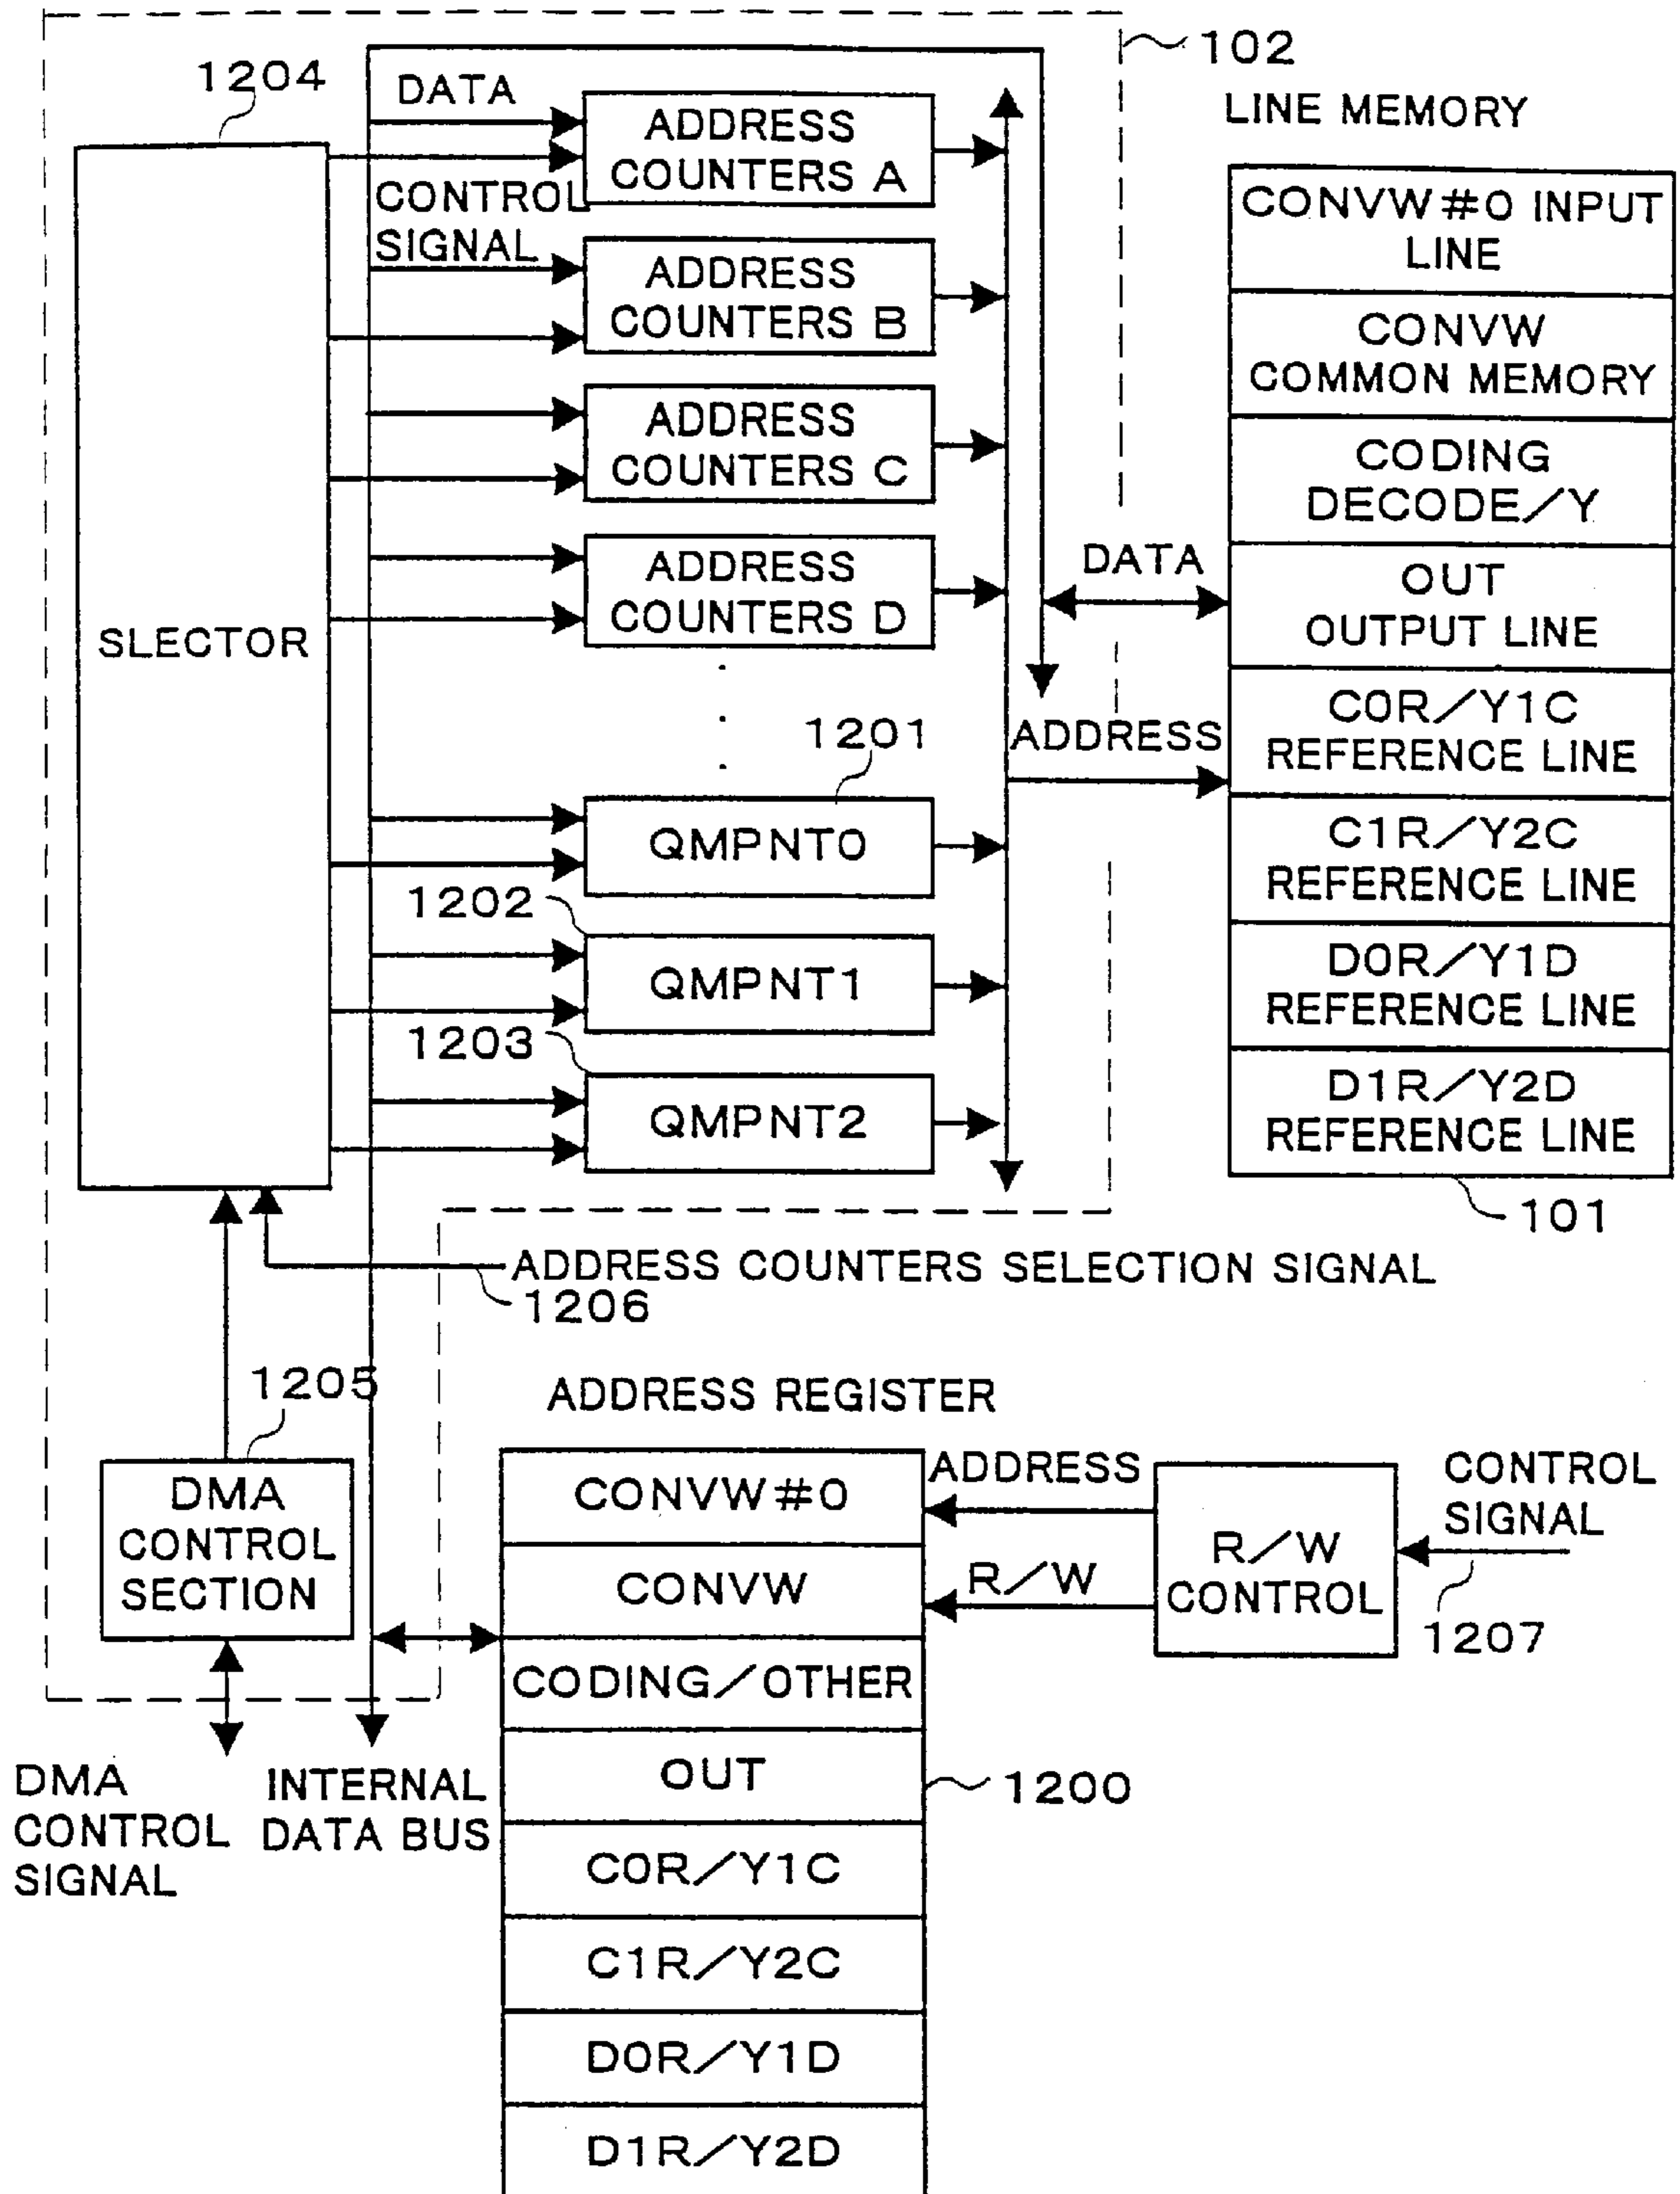 102
1204
DATA
LINE MEMORY
ADDRESS
COUNTERS A
CONTROL
SIGNAL
CONVW#0 INPUT
LINE
ADDRESS
COUNTERS B
CONVW
COMMON MEMORY
ADDRESS
COUNTERS C
CODING
DECODE/Y
SLECTOR
ADDRESS
COUNTERS D
DATA
OUT
OUTPUT LINE
1201
ADDRESS
C0R/Y1C
REFERENCE LINE
QMPNT0
C1R/Y2C
REFERENCE LINE
1202
QMPNT1
D0R/Y1D
REFERENCE LINE
1203
QMPNT2
D1R/Y2D
REFERENCE LINE
101
ADDRESS COUNTERS SELECTION SIGNAL
1206
1205
ADDRESS REGISTER
DMA
CONTROL
SECTION
CONVW#0
ADDRESS
CONTROL
SIGNAL
R/W
CONTROL
CONVW
R/W
1207
CODING/OTHER
OUT
1200
DMA
CONTROL
SIGNAL
INTERNAL
DATA BUS
C0R/Y1C
C1R/Y2C
D0R/Y1D
D1R/Y2D